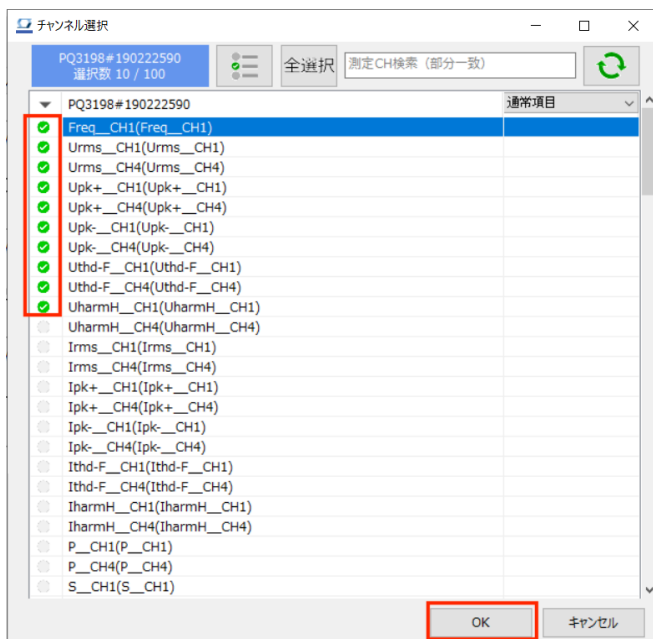 チャンネル選択
PQ3198#190222590
選択数 10 / 100
全選択
測定CH検索（部分一致）
PQ3198#190222590 通常項目
Freq__CH1(Freq__CH1)
Urms__CH1(Urms__CH1)
Urms__CH4(Urms__CH4)
Upk+__CH1(Upk+__CH1)
Upk+__CH4(Upk+__CH4)
Upk-__CH1(Upk-__CH1)
Upk-__CH4(Upk-__CH4)
Uthd-F__CH1(Uthd-F__CH1)
Uthd-F__CH4(Uthd-F__CH4)
UharmH__CH1(UharmH__CH1)
UharmH__CH4(UharmH__CH4)
Irms__CH1(Irms__CH1)
Irms__CH4(Irms__CH4)
Ipk+__CH1(Ipk+__CH1)
Ipk+__CH4(Ipk+__CH4)
Ipk-__CH1(Ipk-__CH1)
Ipk-__CH4(Ipk-__CH4)
Ithd-F__CH1(Ithd-F__CH1)
Ithd-F__CH4(Ithd-F__CH4)
IharmH__CH1(IharmH__CH1)
IharmH__CH4(IharmH__CH4)
P__CH1(P__CH1)
P__CH4(P__CH4)
S__CH1(S__CH1)
OK キャンセル